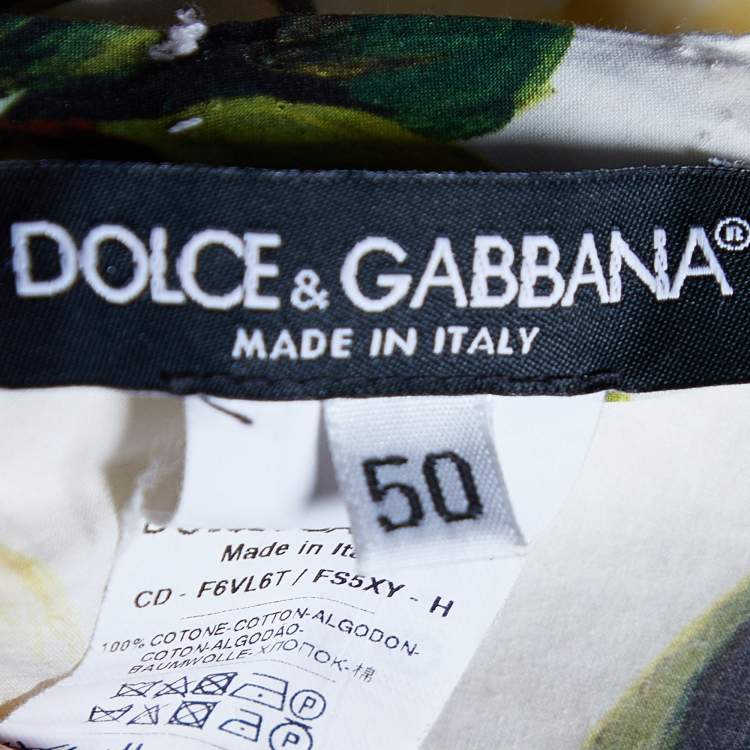 DOLCE & GABBANA®
MADE IN ITALY
50
Made in Ita
CD - F6VL6T / FS5XY - H
100% COTONE-COTTON-ALGODON-
COTON-ALGODÃO-
BAUMWOLLE-ХЛОПОК-棉
P
P